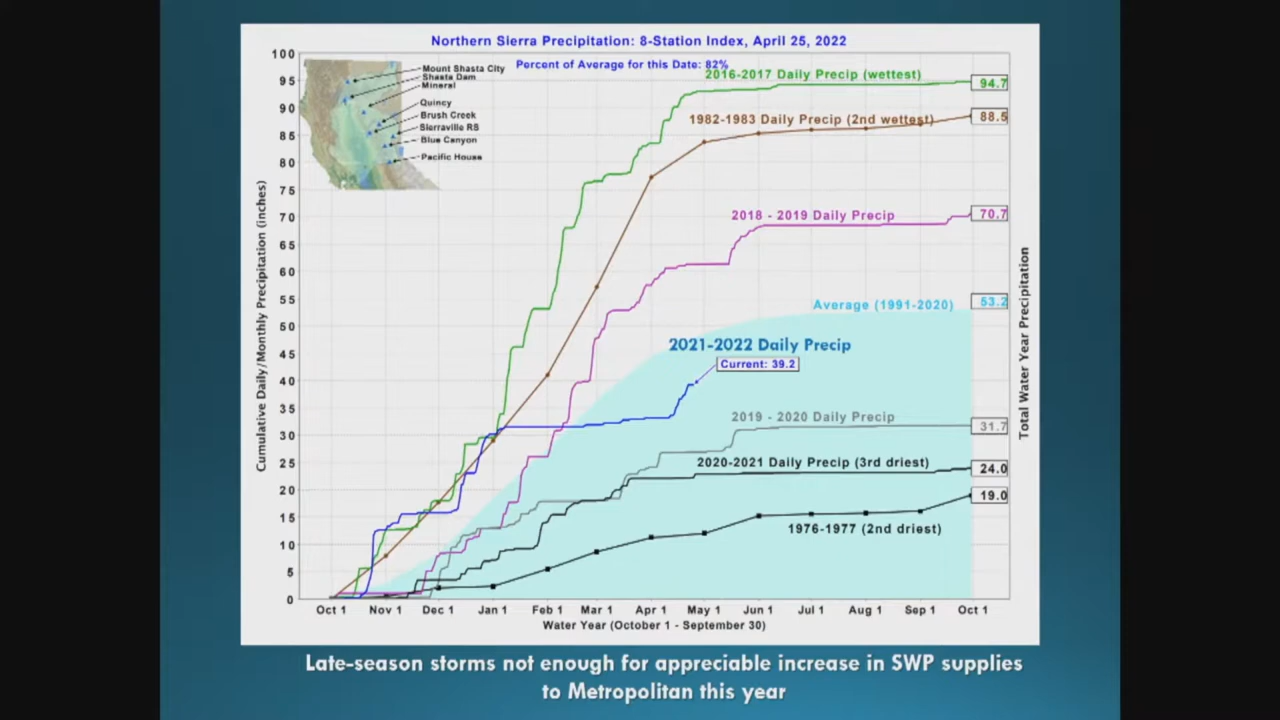 Northern Sierra Precipitation: 8-Station Index, April 25, 2022
Percent of Average for this Date: 82%
Mount Shasta City
Shasta Dam
Mineral
Quincy
Brush Creek
Sierraville RS
Blue Canyon
Pacific House
2016-2017 Daily Precip (wettest)
94.7
1982-1983 Daily Precip (2nd wettest)
88.5
2018 - 2019 Daily Precip
70.7
Average (1991-2020)
53.2
2021-2022 Daily Precip
Current: 39.2
2019 - 2020 Daily Precip
31.7
2020-2021 Daily Precip (3rd driest)
24.0
19.0
1976-1977 (2nd driest)
Cumulative Daily/Monthly Precipitation (inches)
100
95
90
85
80
75
70
65
60
55
50
45
40
35
30
25
20
15
10
5
0
Total Water Year Precipitation
Oct 1 Nov 1 Dec 1 Jan 1 Feb 1 Mar 1 Apr 1 May 1 Jun 1 Jul 1 Aug 1 Sep 1 Oct 1
Water Year (October 1 - September 30)
Late-season storms not enough for appreciable increase in SWP supplies
to Metropolitan this year